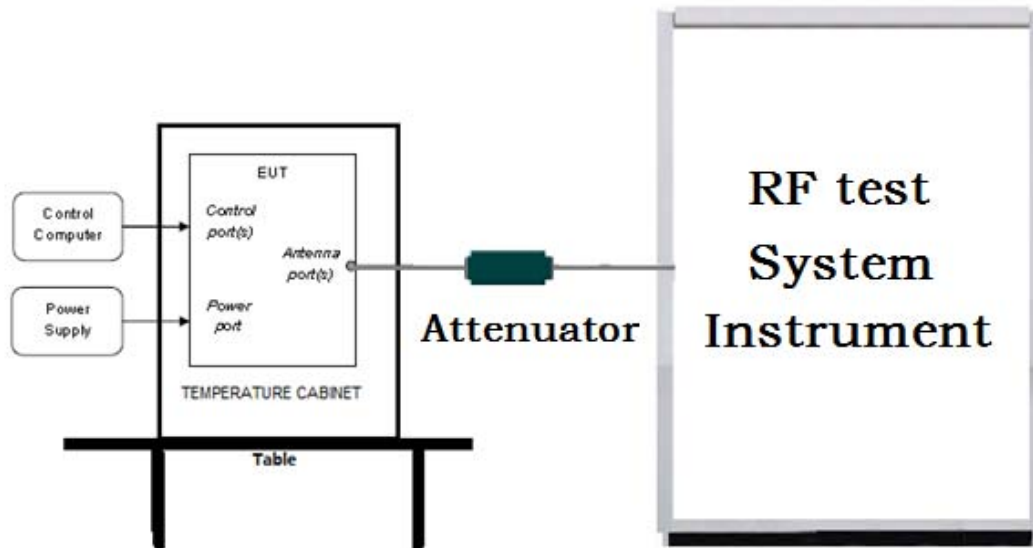 EUT
Control
Computer
Control
port(s)
Antenna
port(s)
Power
Supply
Power
port
TEMPERATURE CABINET
Table
Attenuator
RF test
System
Instrument